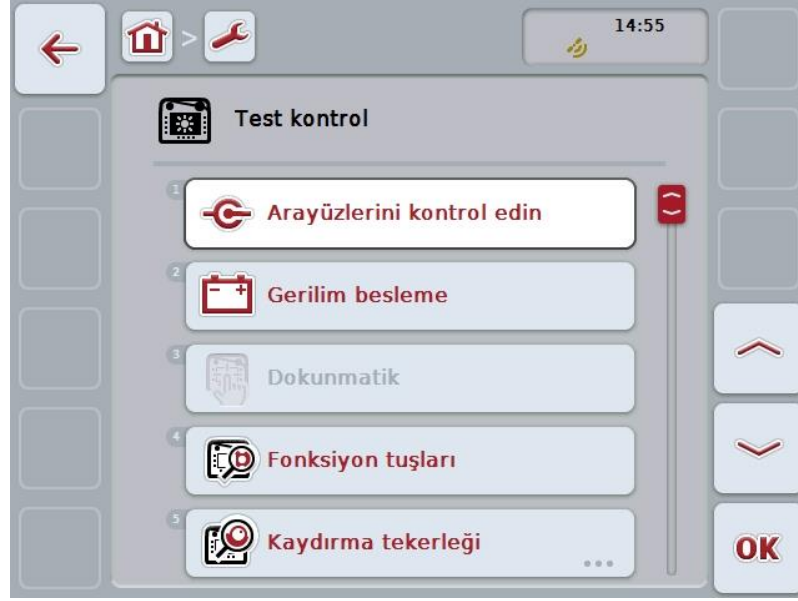 >
14:55
Test kontrol
1
Arayüzlerini kontrol edin
2
Gerilim besleme
3
Dokunmatik
4
Fonksiyon tuşları
5
Kaydırma tekerleği
OK